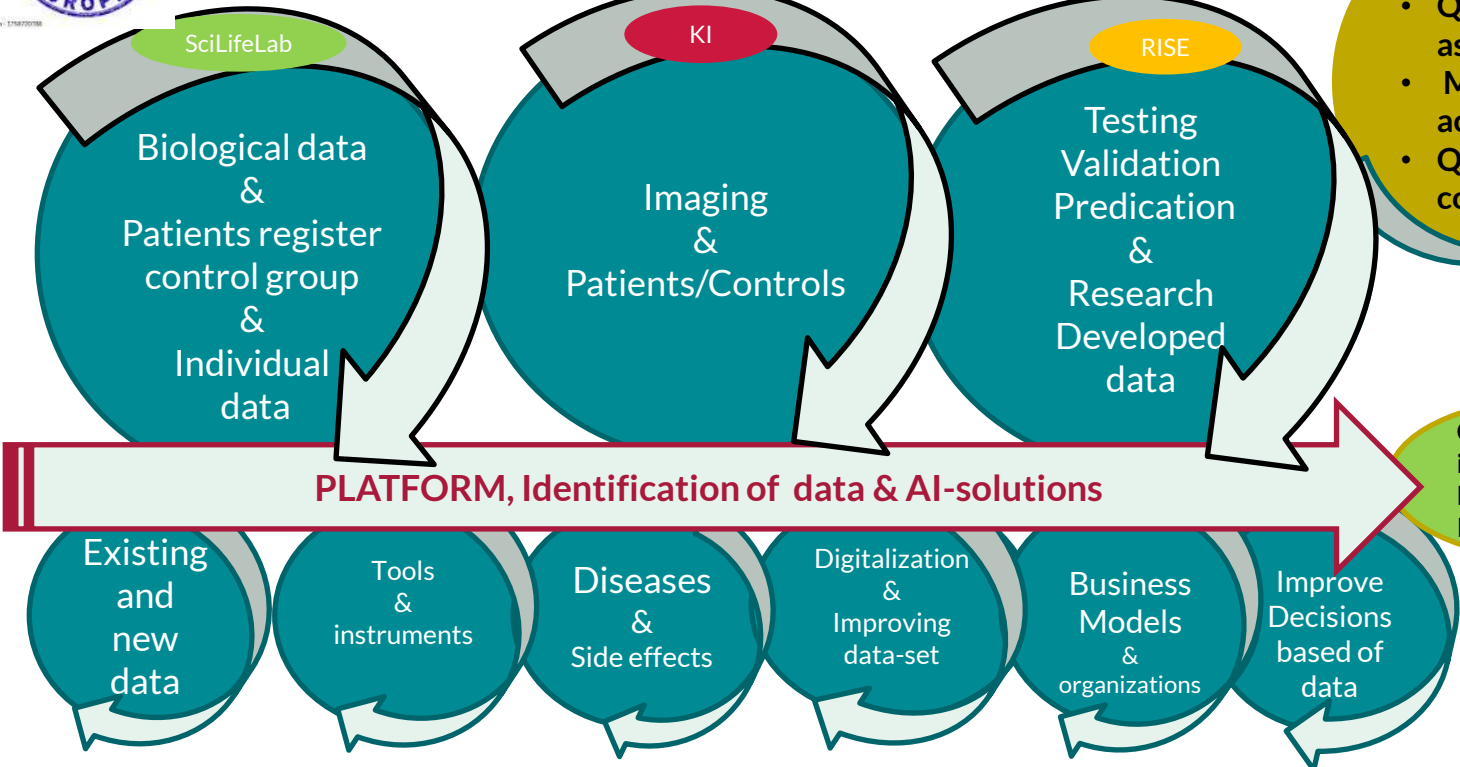 SciLifeLab
KI
RISE
Biological data
&
Patients register
control group
&
Individual
data
Imaging
&
Patients/Controls
Testing
Validation
Predication
&
Research
Developed
data
PLATFORM, Identification of data & AI-solutions
Existing
and
new
data
Tools
&
instruments
Diseases
&
Side effects
Digitalization
&
Improving
data-set
Business
Models
&
organizations
Improve
Decisions
based of
data